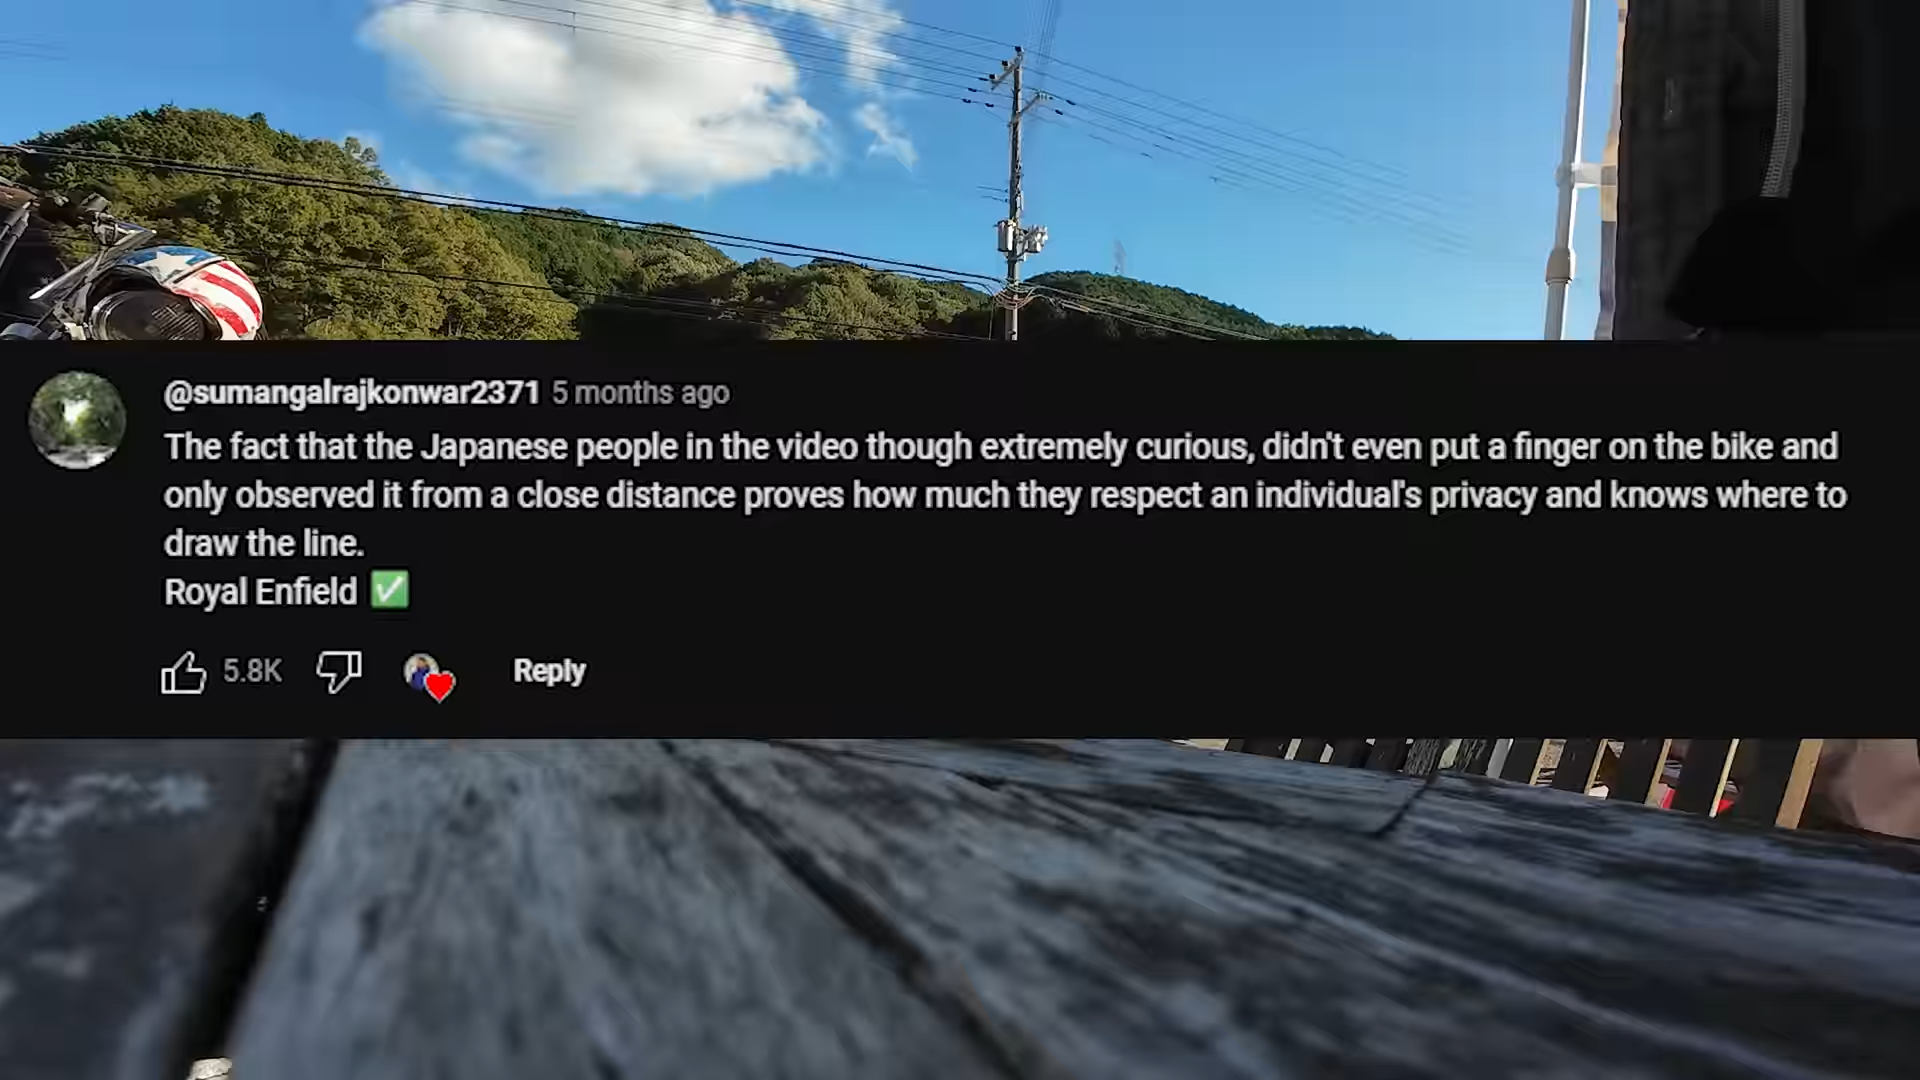 @sumangalrajkonwar2371 5 months ago
The fact that the Japanese people in the video though extremely curious, didn't even put a finger on the bike and
only observed it from a close distance proves how much they respect an individual's privacy and knows where to
draw the line.
Royal Enfield ✅
5.8K Reply